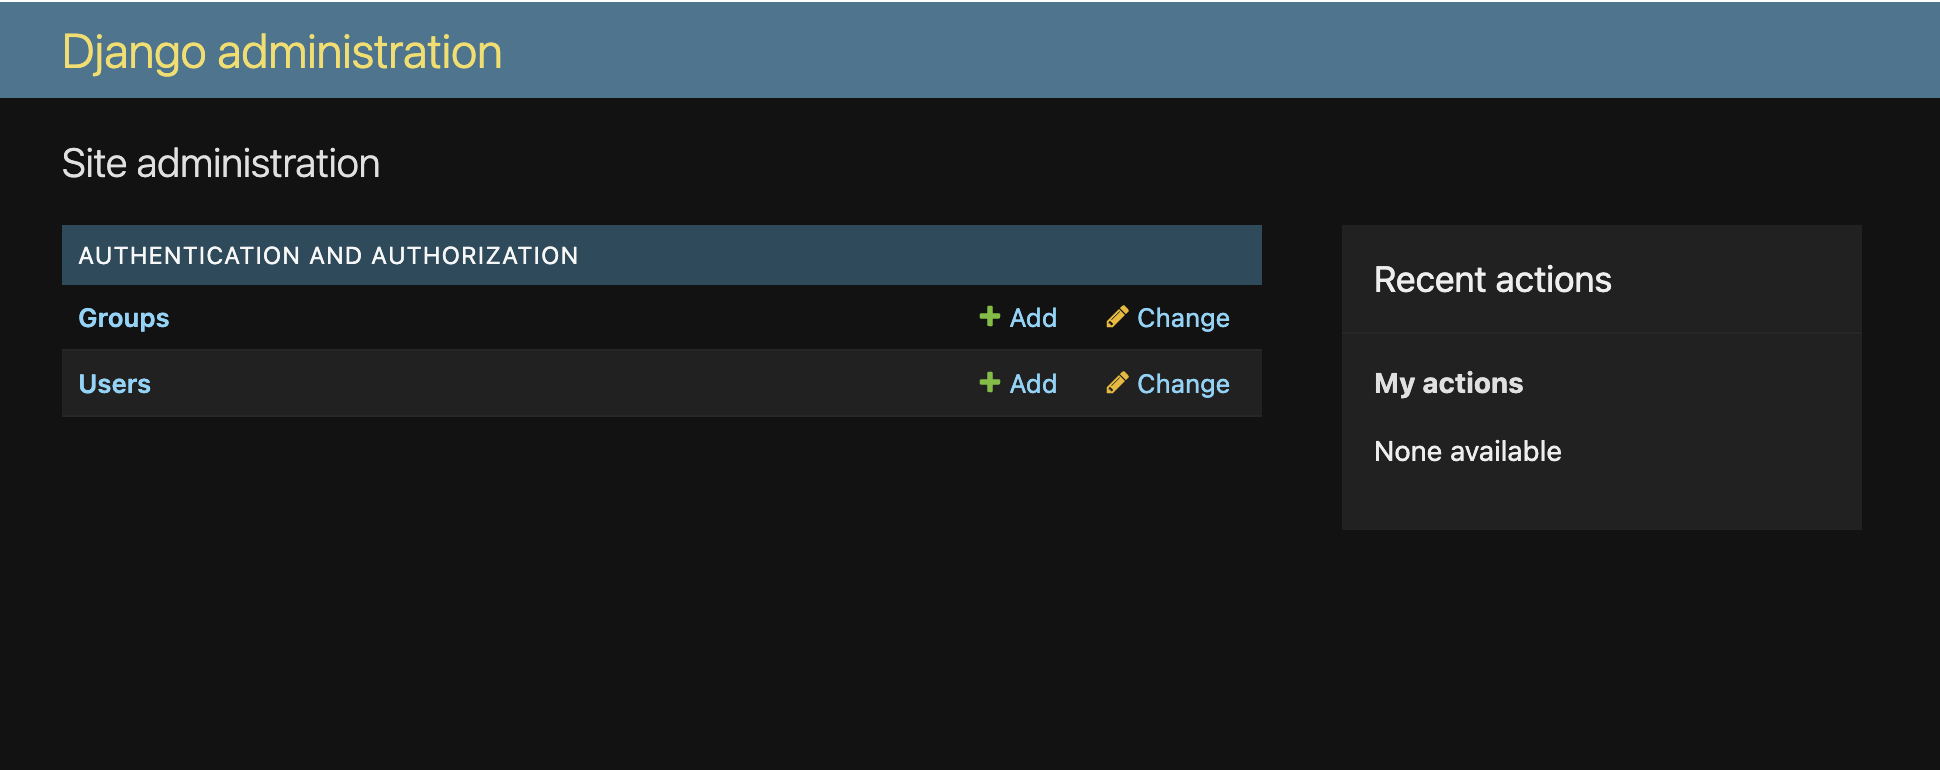 Django administration
Site administration
AUTHENTICATION AND AUTHORIZATION
Groups Add Change
Users Add Change
Recent actions
My actions
None available